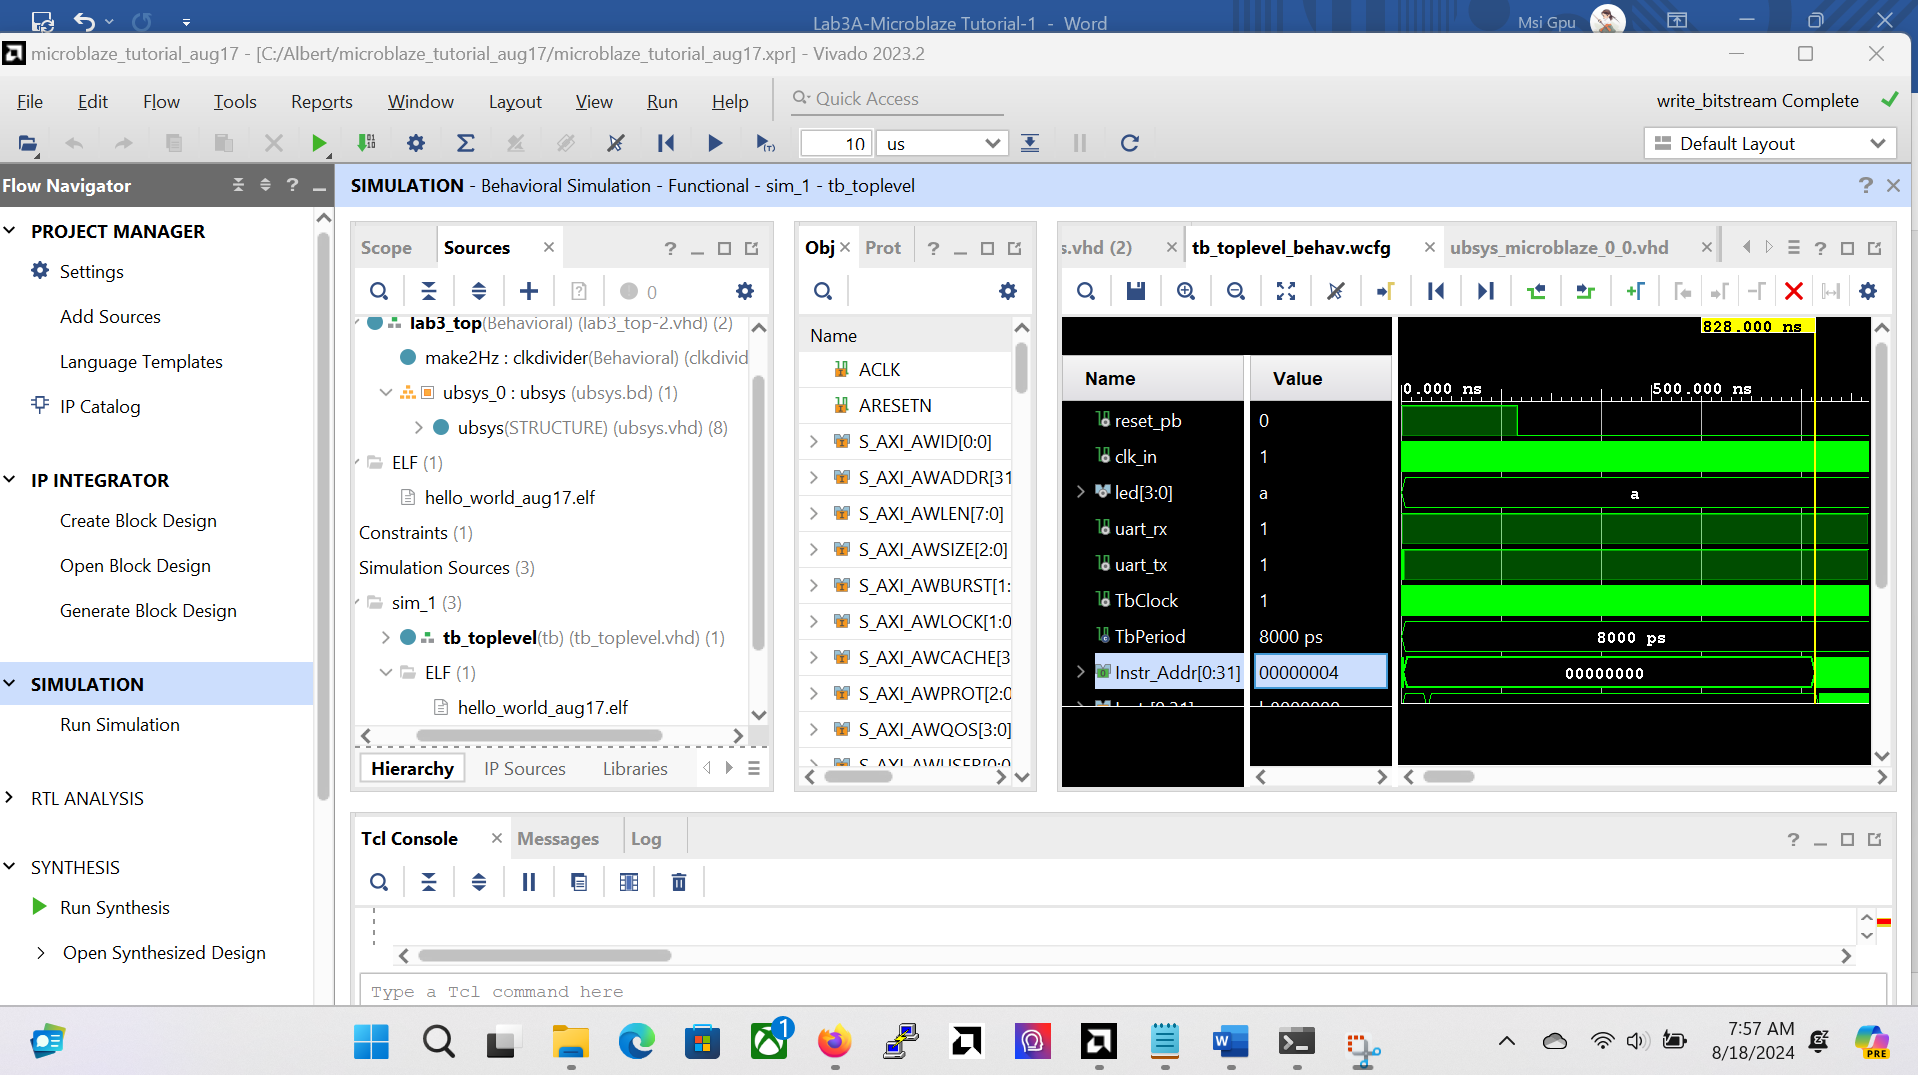 Lab3A-Microblaze Tutorial-1 - Word
Msi Gpu
microblaze_tutorial_aug17 - [C:/Albert/microblaze_tutorial_aug17/microblaze_tutorial_aug17.xpr] - Vivado 2023.2
File Edit Flow Tools Reports Window Layout View Run Help
Quick Access
write_bitstream Complete
10 us
Default Layout
Flow Navigator
SIMULATION - Behavioral Simulation - Functional - sim_1 - tb_toplevel
PROJECT MANAGER
Settings
Add Sources
Language Templates
IP Catalog
IP INTEGRATOR
Create Block Design
Open Block Design
Generate Block Design
SIMULATION
Run Simulation
RTL ANALYSIS
SYNTHESIS
Run Synthesis
Open Synthesized Design
Scope Sources
0
lab3_top(Behavioral) (lab3_top-2.vhd) (2)
make2Hz : clkdivider(Behavioral) (clkdivid
ubsys_0 : ubsys (ubsys.bd) (1)
ubsys(STRUCTURE) (ubsys.vhd) (8)
ELF (1)
hello_world_aug17.elf
Constraints (1)
Simulation Sources (3)
sim_1 (3)
tb_toplevel(tb) (tb_toplevel.vhd) (1)
ELF (1)
hello_world_aug17.elf
Hierarchy IP Sources Libraries
Obj Prot
Name
ACLK
ARESETN
S_AXI_AWID[0:0]
S_AXI_AWADDR[31
S_AXI_AWLEN[7:0]
S_AXI_AWSIZE[2:0]
S_AXI_AWBURST[1:
S_AXI_AWLOCK[1:0
S_AXI_AWCACHE[3
S_AXI_AWPROT[2:0
S_AXI_AWQOS[3:0]
S_AXI_AWUSER[0:0
s.vhd (2) tb_toplevel_behav.wcfg ubsys_microblaze_0_0.vhd
828.000 ns
Name Value
0.000 ns 500.000 ns
reset_pb 0
clk_in 1
led[3:0] a a
uart_rx 1
uart_tx 1
TbClock 1
TbPeriod 8000 ps 8000 ps
Instr_Addr[0:31] 00000004 00000000
Tcl Console Messages Log
Type a Tcl command here
1
7:57 AM
8/18/2024
PRE